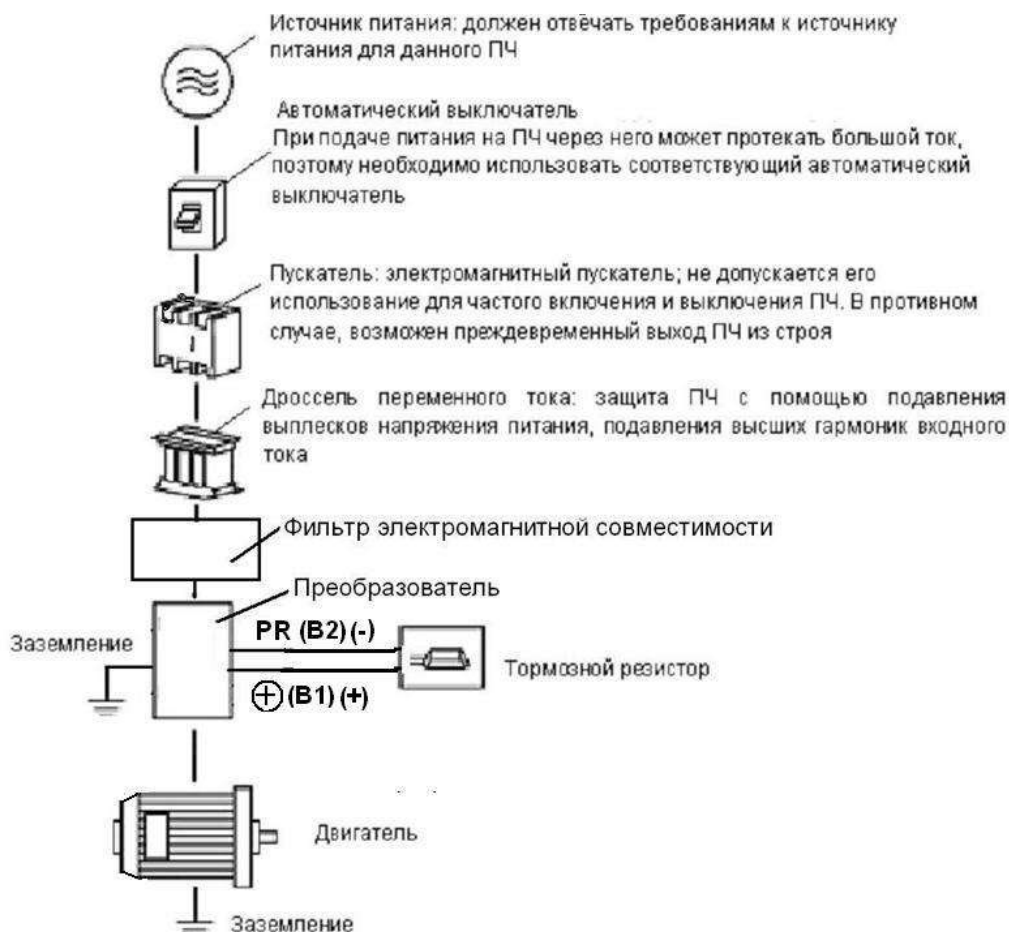 Источник питания: должен отвечать требованиям к источнику
питания для данного ПЧ
Автоматический выключатель
При подаче питания на ПЧ через него может протекать большой ток,
поэтому необходимо использовать соответствующий автоматический
выключатель
Пускатель: электромагнитный пускатель; не допускается его
использование для частого включения и выключения ПЧ. В противном
случае, возможен преждевременный выход ПЧ из строя
Дроссель переменного тока: защита ПЧ с помощью подавления
выплесков напряжения питания, подавления высших гармоник входного
тока
Фильтр электромагнитной совместимости
Преобразователь
Заземление
PR (B2) (-)
⊕ (B1) (+)
Тормозной резистор
Двигатель
Заземление